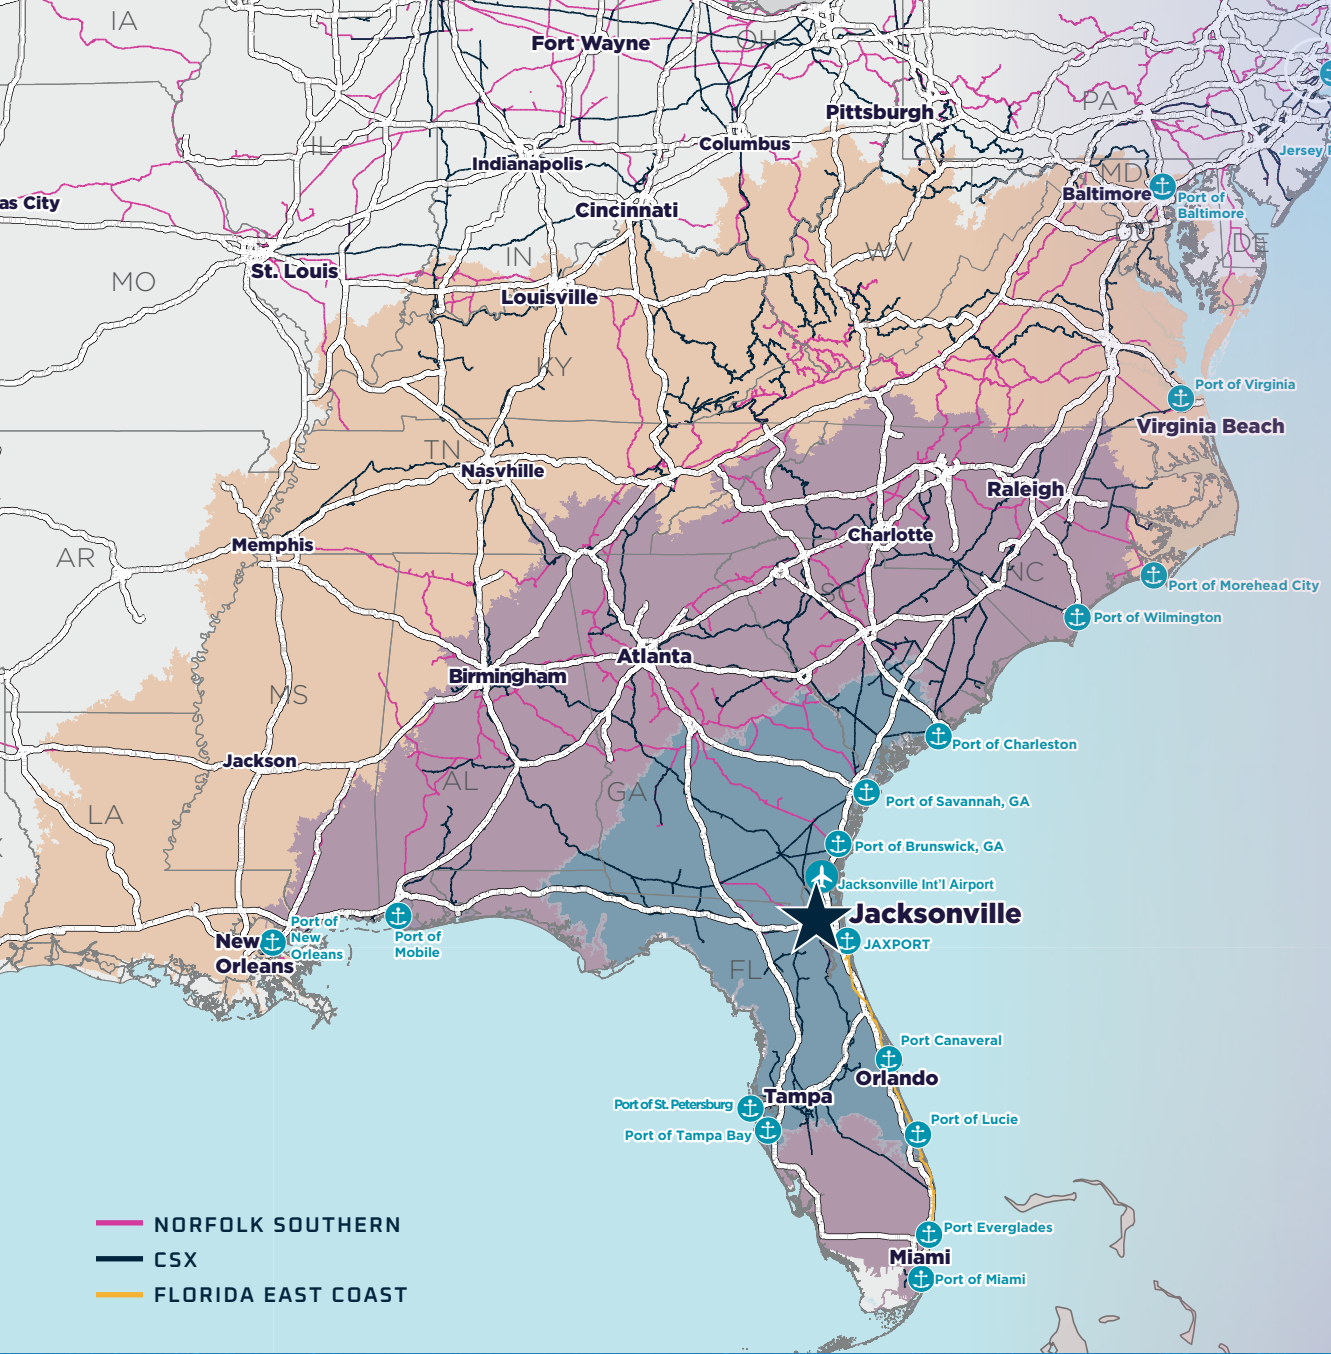 IA
Fort Wayne
OH
PA
Pittsburgh
Columbus
IL
Indianapolis
Jersey
MD
Baltimore
Port of
Baltimore
as City
Cincinnati
DE
WV
IN
St. Louis
MO
Louisville
KY
Port of Virginia
Virginia Beach
TN
Nasvhille
Raleigh
Charlotte
Memphis
AR
NC
Port of Morehead City
SC
Port of Wilmington
Atlanta
Birmingham
MS
Port of Charleston
Jackson
AL
GA
Port of Savannah, GA
LA
Port of Brunswick, GA
Jacksonville Int'l Airport
Jacksonville
JAXPORT
Port of
New
Orleans
New
Orleans
Port of
Mobile
FL
Port Canaveral
Orlando
Tampa
Port of St. Petersburg
Port of Lucie
Port of Tampa Bay
Port Everglades
Miami
Port of Miami
NORFOLK SOUTHERN
CSX
FLORIDA EAST COAST